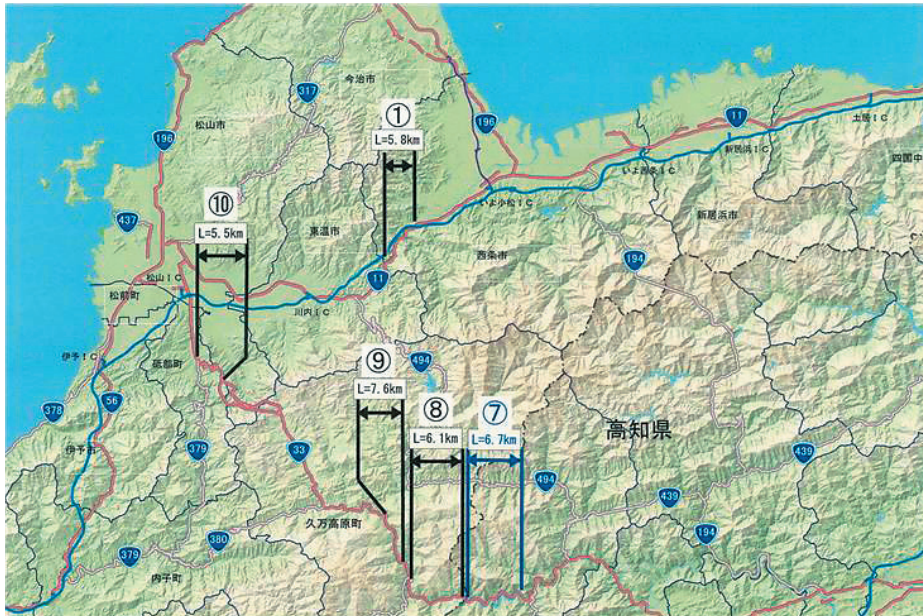 今治市
317
①
L=5.8km
196
11
土居IC
松山市
196
新居浜IC
いよ西条IC
四国中
いよ小松IC
⑩
L=5.5km
437
東温市
新居浜市
西条市
194
松山IC
11
松前町
川内IC
伊予IC
砥部町
⑨
L=7.6km
494
⑧
⑦
L=6.1km
L=6.7km
高知県
378
56
伊予市
379
33
439
494
439
久万高原町
194
380
379
内子町